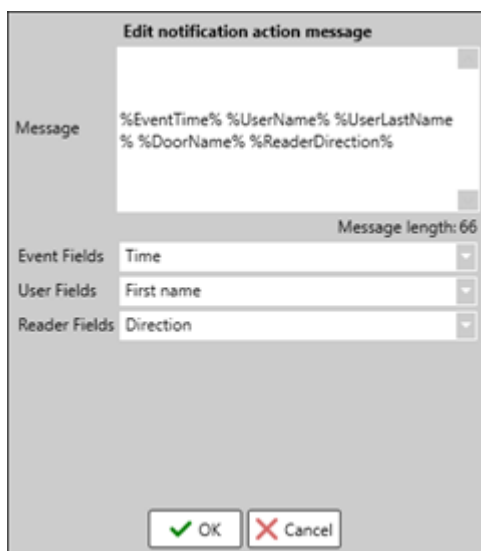 Edit notification action message
Message
%EventTime% %UserName% %UserLastName
% %DoorName% %ReaderDirection%
Message length: 66
Event Fields Time
User Fields First name
Reader Fields Direction
OK Cancel